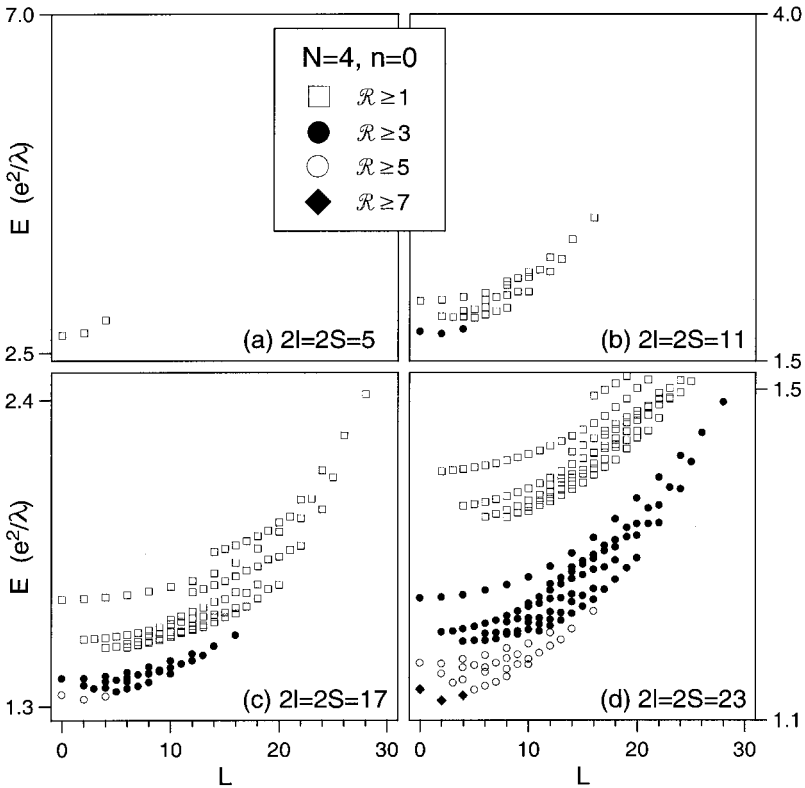 7.0
4.0
N=4, n=0
ℛ ≥ 1
ℛ ≥ 3
ℛ ≥ 5
ℛ ≥ 7
E (e²/λ)
2.5
(a) 2l=2S=5
(b) 2l=2S=11
1.5
2.4
1.5
E (e²/λ)
1.3
(c) 2l=2S=17
(d) 2l=2S=23
1.1
0 10 20 30
0 10 20 30
L
L